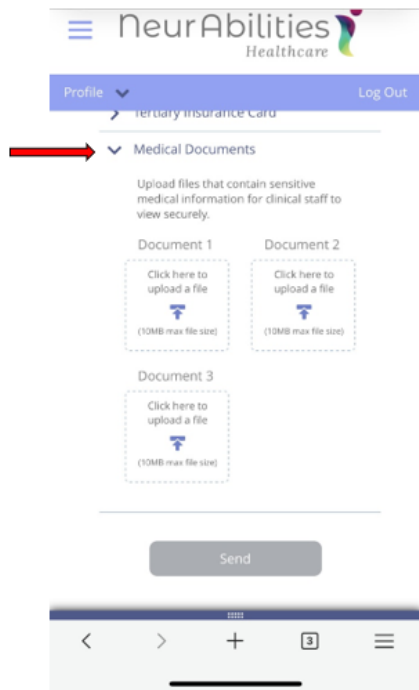 NeurAbilities
Healthcare
Profile Log Out
Tertiary Insurance Card
Medical Documents
Upload files that contain sensitive
medical information for clinical staff to
view securely.
Document 1 Document 2
Click here to Click here to
upload a file upload a file
(10MB max file size) (10MB max file size)
Document 3
Click here to
upload a file
(10MB max file size)
Send
3